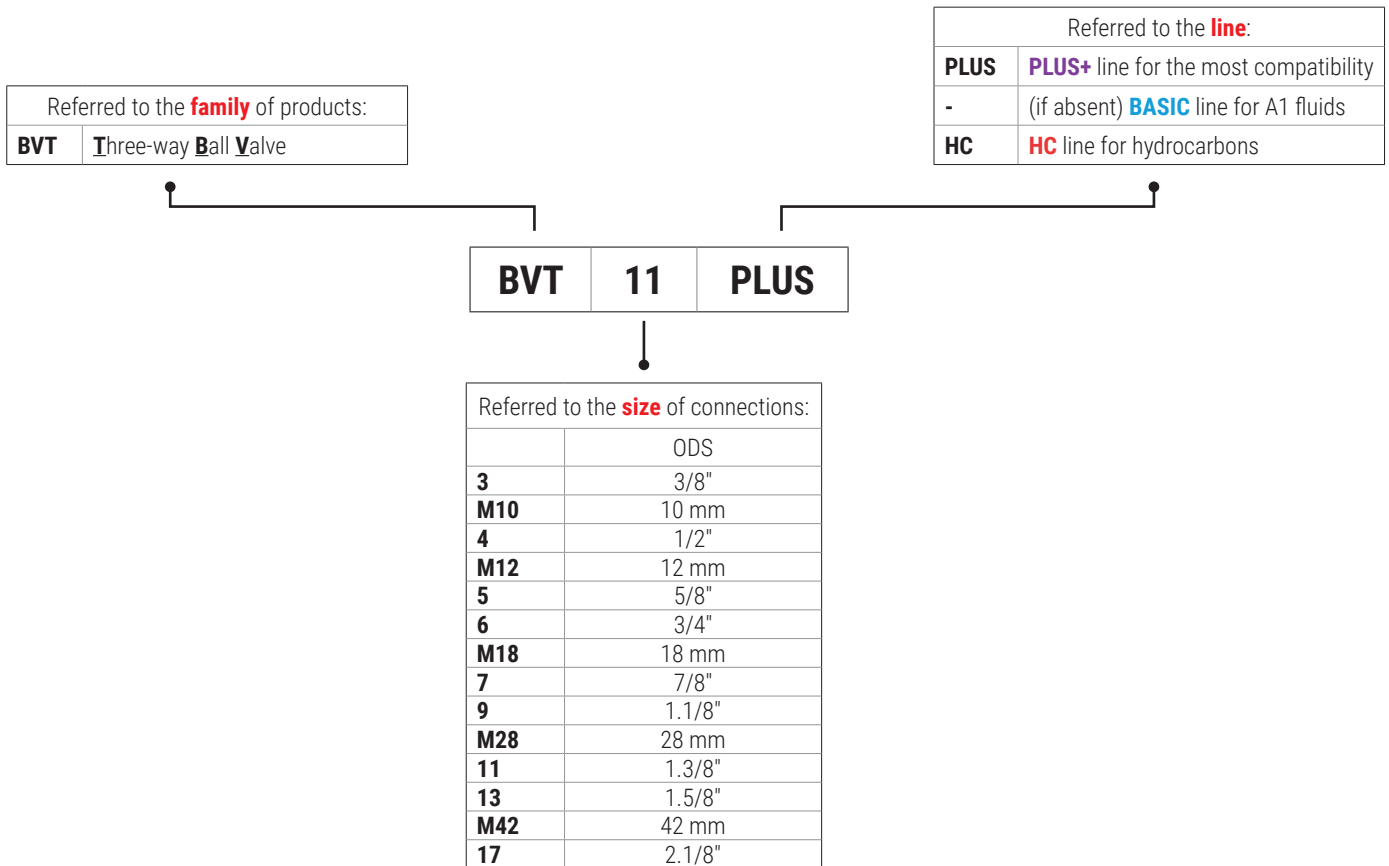 Referred to the line:
PLUS PLUS+ line for the most compatibility
- (if absent) BASIC line for A1 fluids
HC HC line for hydrocarbons
Referred to the family of products:
BVT Three-way Ball Valve
BVT 11 PLUS
Referred to the size of connections:
ODS
3 3/8"
M10 10 mm
4 1/2"
M12 12 mm
5 5/8"
6 3/4"
M18 18 mm
7 7/8"
9 1.1/8"
M28 28 mm
11 1.3/8"
13 1.5/8"
M42 42 mm
17 2.1/8"